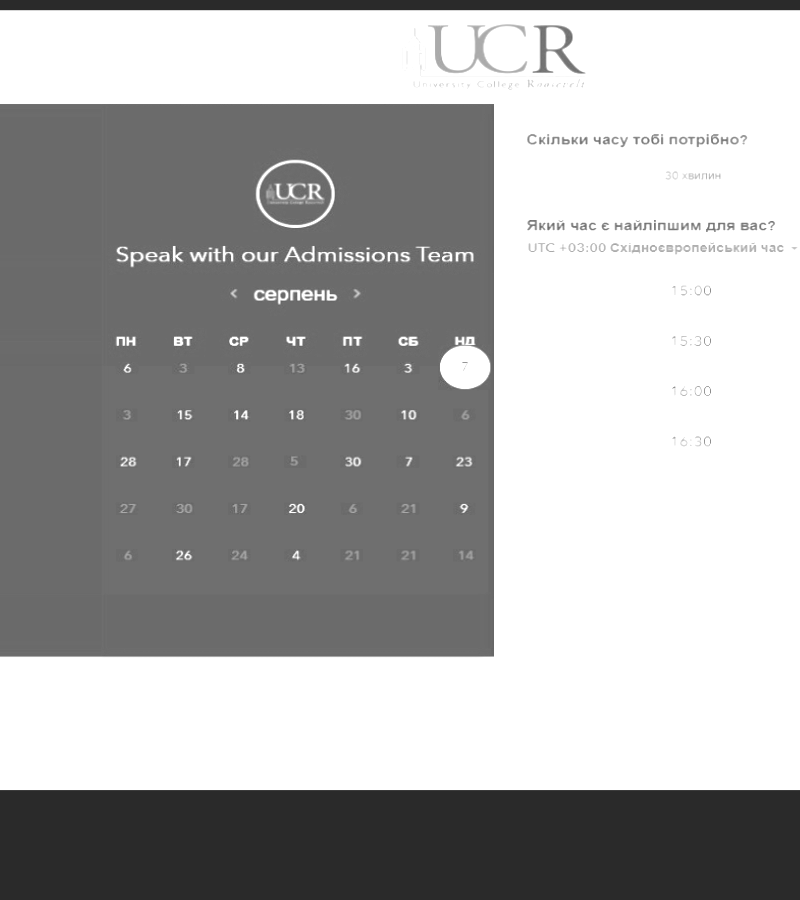 UCR
University College Roosevelt
UCR
Speak with our Admissions Team
< серпень >
ПН ВТ СР ЧТ ПТ СБ НД
6 3 8 13 16 3 7
3 15 14 18 30 10 6
28 17 28 5 30 7 23
27 30 17 20 6 21 9
6 26 24 4 21 21 14
Скільки часу тобі потрібно?
30 хвилин
Який час є найліпшим для вас?
UTC +03:00 Східноєвропейський час
15:00
15:30
16:00
16:30